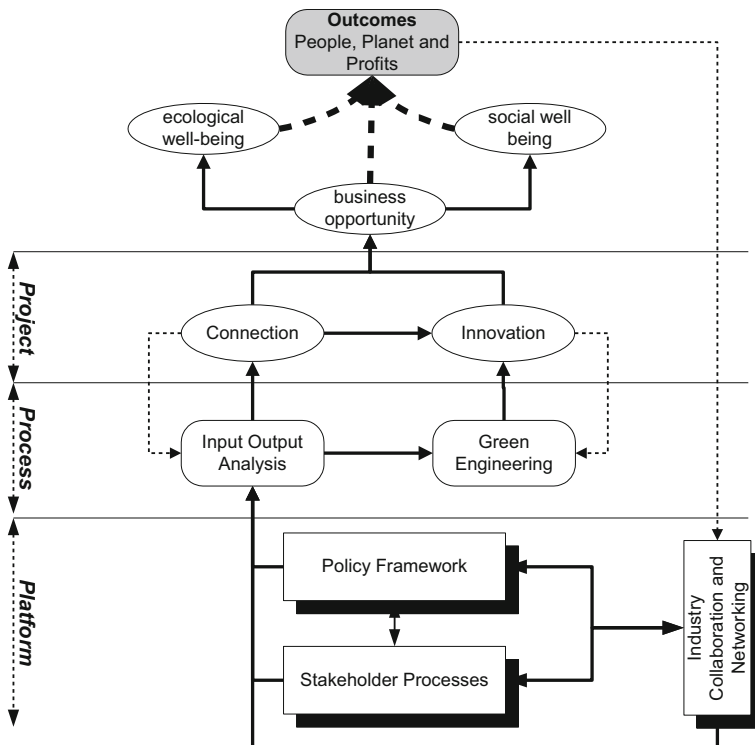 Outcomes
People, Planet and
Profits
ecological
well-being
social well
being
business
opportunity
Project
Connection
Innovation
Process
Input Output
Analysis
Green
Engineering
Platform
Policy Framework
Stakeholder Processes
Industry
Collaboration and
Networking